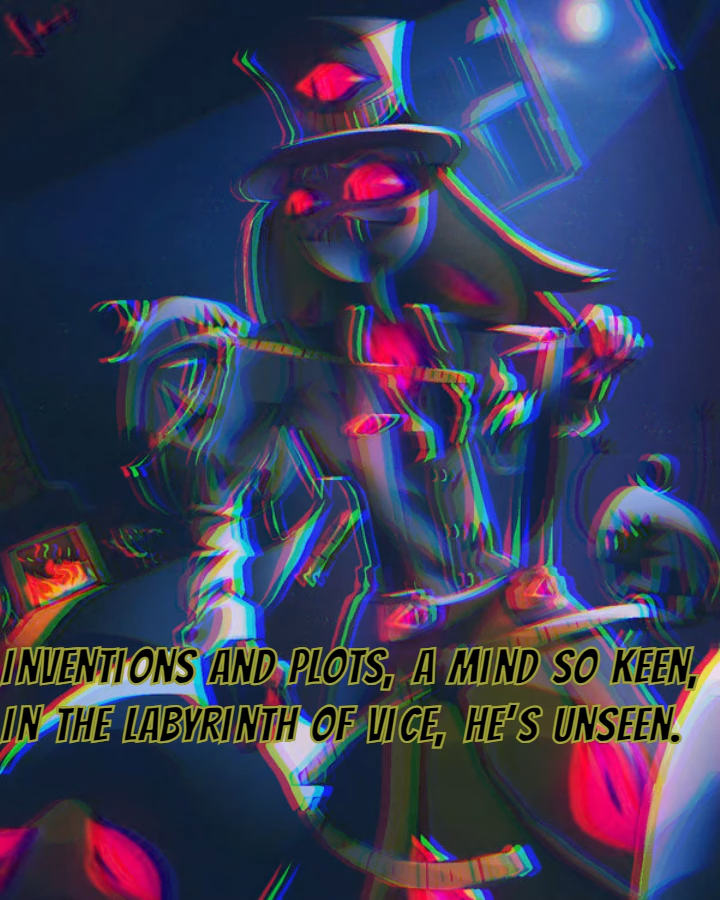 INVENTIONS AND PLOTS, A MIND SO KEEN,
IN THE LABYRINTH OF VICE, HE'S UNSEEN.